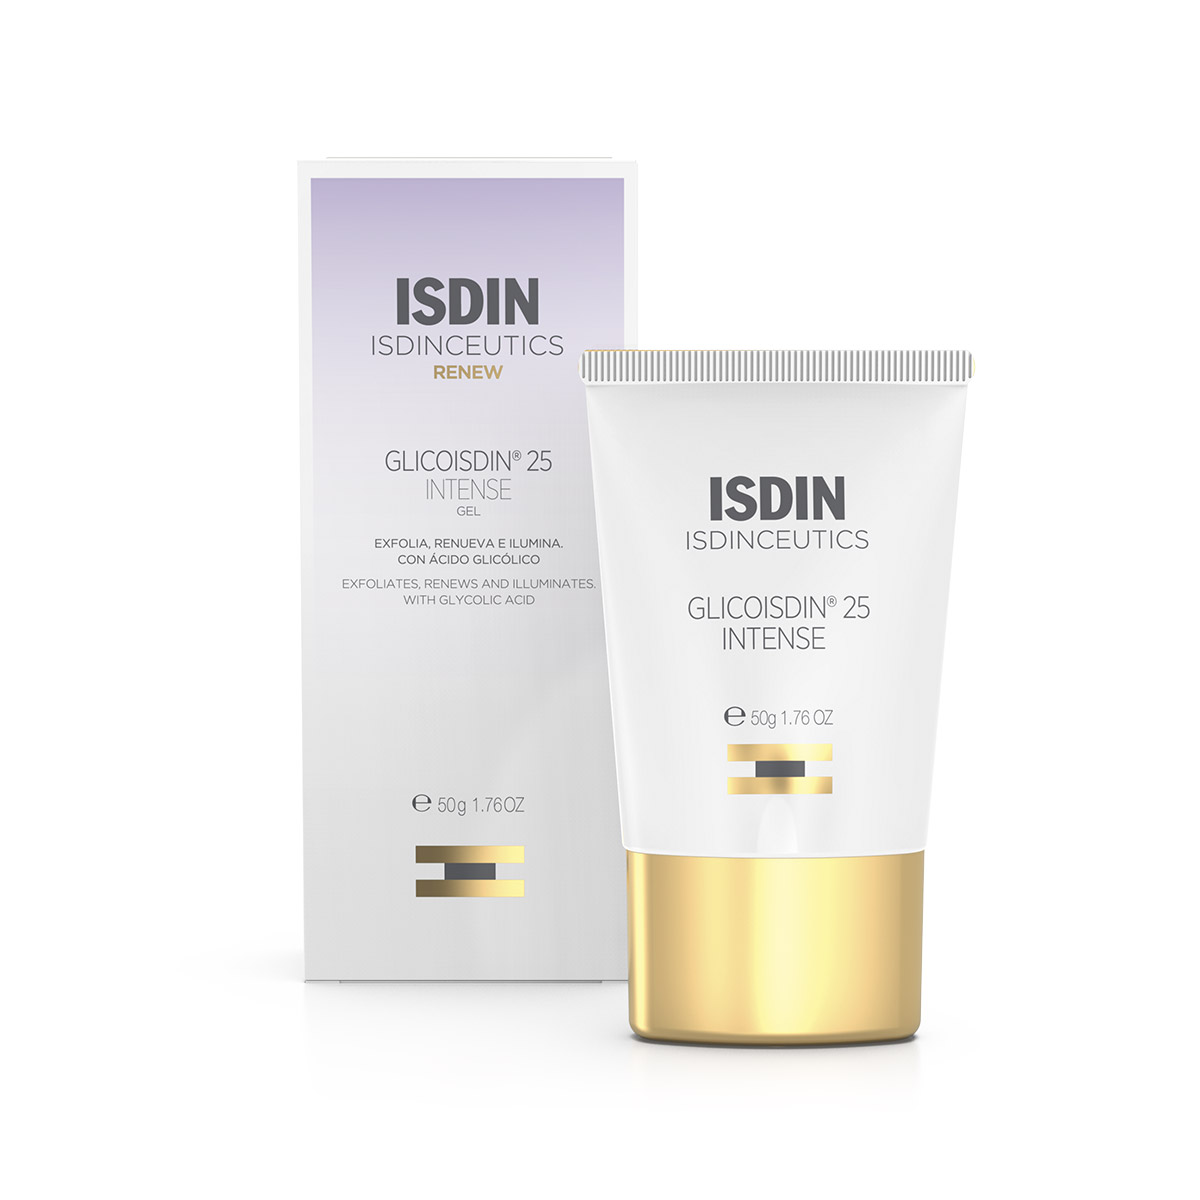 ISDIN
ISDINCEUTICS
RENEW
GLICOISDIN® 25
INTENSE
GEL
EXFOLIA, RENUEVA E ILUMINA.
CON ÁCIDO GLICÓLICO
EXFOLIATES, RENEWS AND ILLUMINATES.
WITH GLYCOLIC ACID
℮ 50g 1.76OZ
ISDIN
ISDINCEUTICS
GLICOISDIN® 25
INTENSE
℮ 50g 1.76 OZ